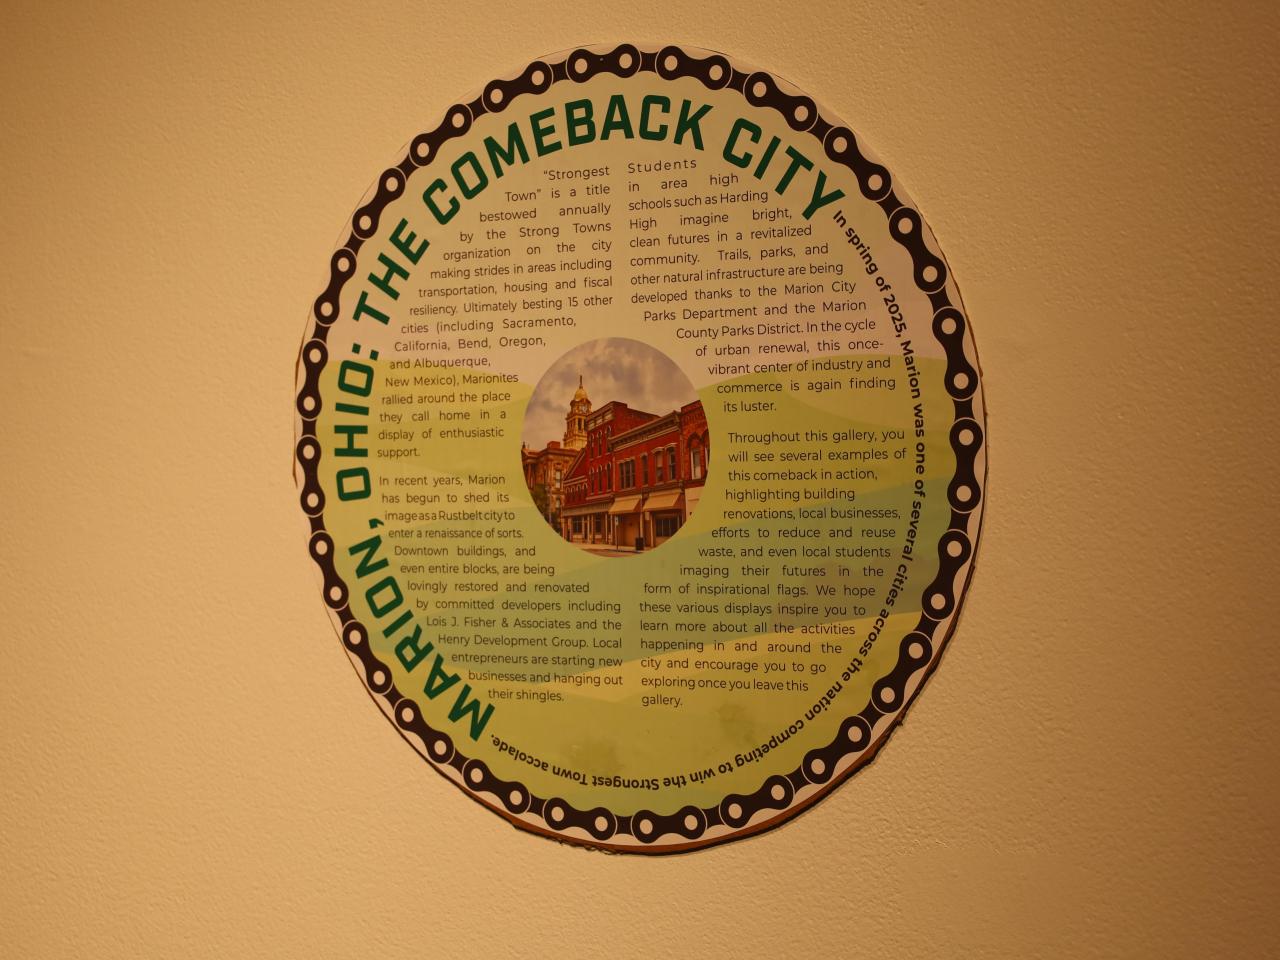 MARION, OHIO: THE COMEBACK CITY
In spring of 2025, Marion was one of several cities across the nation competing to win the Strongest Town accolade.
“Strongest
Town” is a title
bestowed annually
by the Strong Towns
organization on the city
making strides in areas including
transportation, housing and fiscal
resiliency. Ultimately besting 15 other
cities (including Sacramento,
California, Bend, Oregon,
and Albuquerque,
New Mexico), Marionites
rallied around the place
they call home in a
display of enthusiastic
support.
In recent years, Marion
has begun to shed its
image as a Rustbelt city to
enter a renaissance of sorts.
Downtown buildings, and
even entire blocks, are being
lovingly restored and renovated
by committed developers including
Lois J. Fisher & Associates and the
Henry Development Group. Local
entrepreneurs are starting new
businesses and hanging out
their shingles.
Students
in area high
schools such as Harding
High imagine bright,
clean futures in a revitalized
community. Trails, parks, and
other natural infrastructure are being
developed thanks to the Marion City
Parks Department and the Marion
County Parks District. In the cycle
of urban renewal, this once-
vibrant center of industry and
commerce is again finding
its luster.
Throughout this gallery, you
will see several examples of
this comeback in action,
highlighting building
renovations, local businesses,
efforts to reduce and reuse
waste, and even local students
imaging their futures in the
form of inspirational flags. We hope
these various displays inspire you to
learn more about all the activities
happening in and around the
city and encourage you to go
exploring once you leave this
gallery.